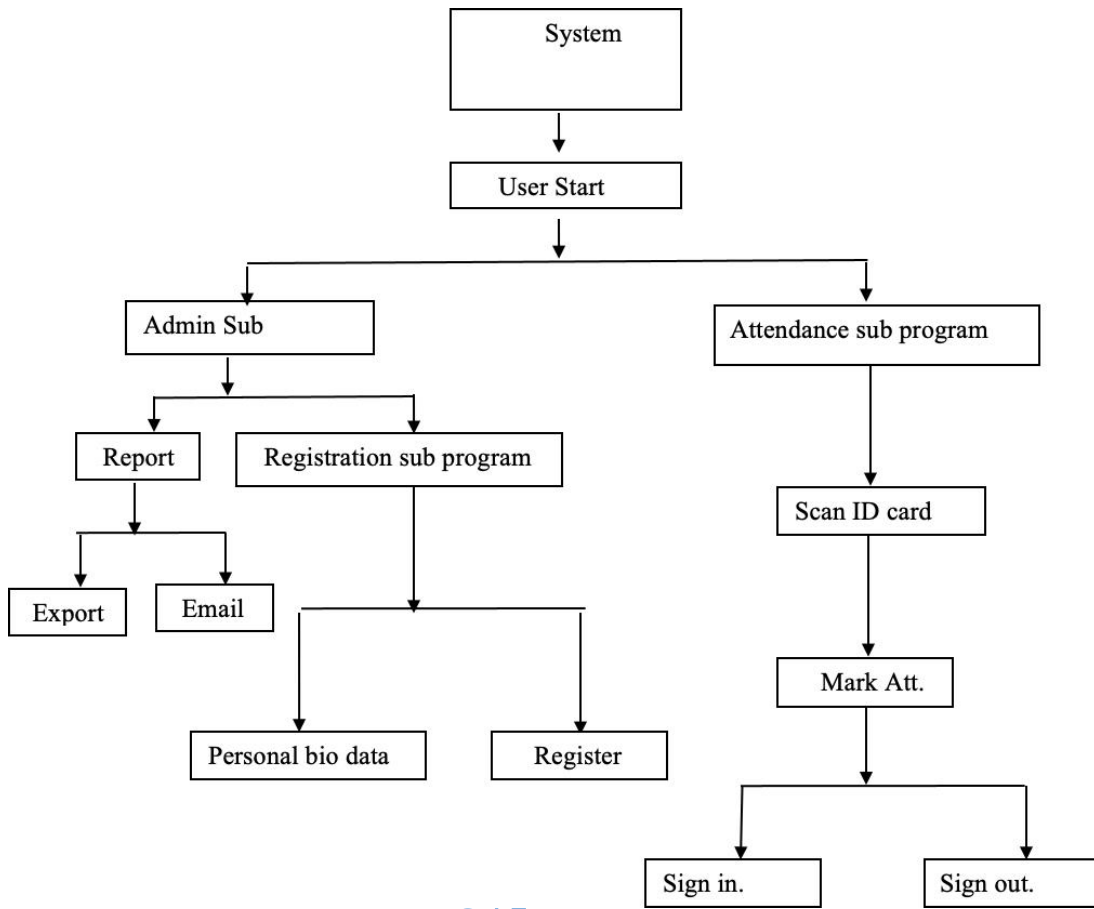 System
User Start
Admin Sub
Attendance sub program
Report
Registration sub program
Scan ID card
Export
Email
Mark Att.
Personal bio data
Register
Sign in.
Sign out.